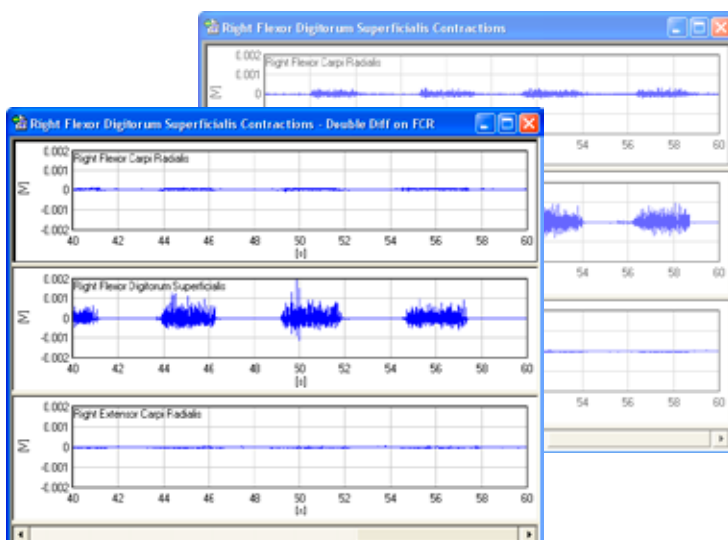 Right Flexor Digitorum Superficialis Contractions
0.002
Right Flexor Carpi Radialis
0.001
[V]
0
54 56 58 60
54 56 58 60
54 56 58 60
Right Flexor Digitorum Superficialis Contractions - Double Diff on FCR
0.002
Right Flexor Carpi Radialis
0.001
[V]
0
-0.001
-0.002
40 42 44 46 48 50 52 54 56 58 60
[s]
0.002
Right Flexor Digitorum Superficialis
0.001
[V]
0
-0.001
-0.002
40 42 44 46 48 50 52 54 56 58 60
[s]
0.002
Right Extensor Carpi Radialis
0.001
[V]
0
-0.001
-0.002
40 42 44 46 48 50 52 54 56 58 60
[s]